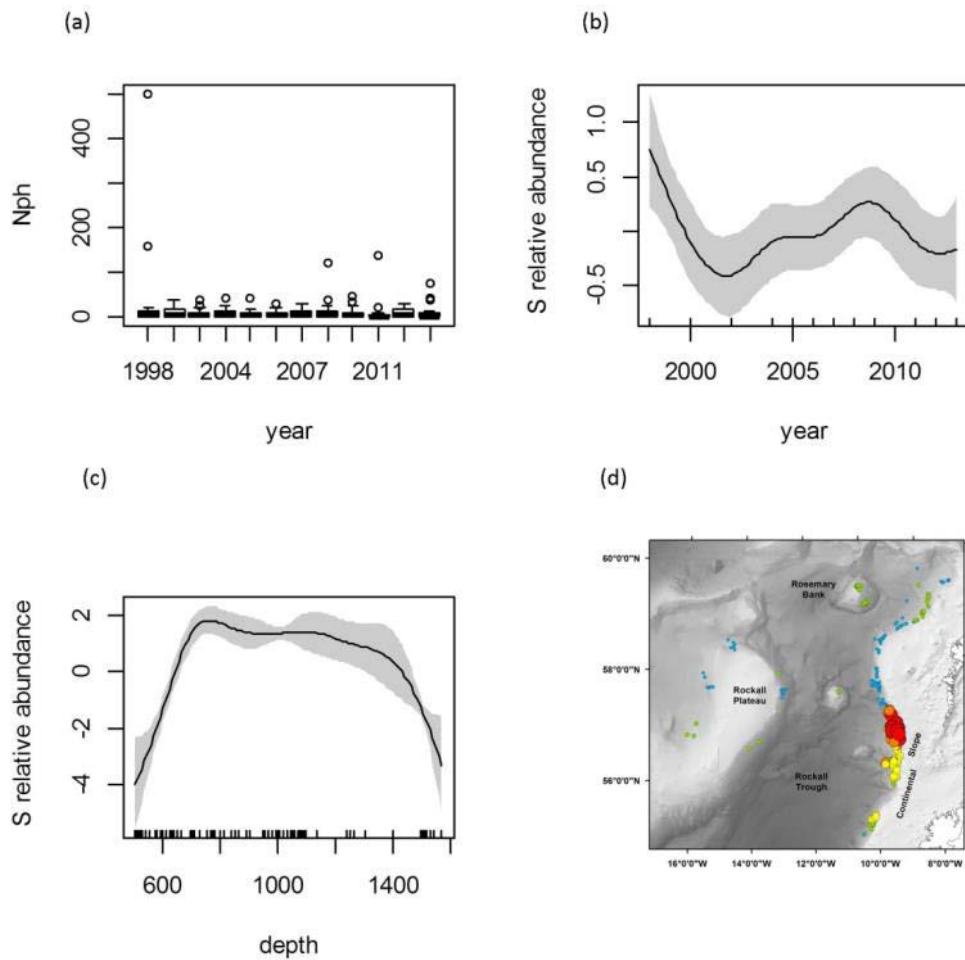 (a)
Nph
400
200
0
1998
2004
2007
2011
year
(b)
S relative abundance
1.0
0.5
-0.5
2000
2005
2010
year
(c)
S relative abundance
2
0
-2
-4
600
1000
1400
depth
(d)
60°0'0"N
58°0'0"N
56°0'0"N
Rosemary
Bank
Rockall
Plateau
Rockall
Trough
Continental Slope
16°0'0"W
14°0'0"W
12°0'0"W
10°0'0"W
8°0'0"W